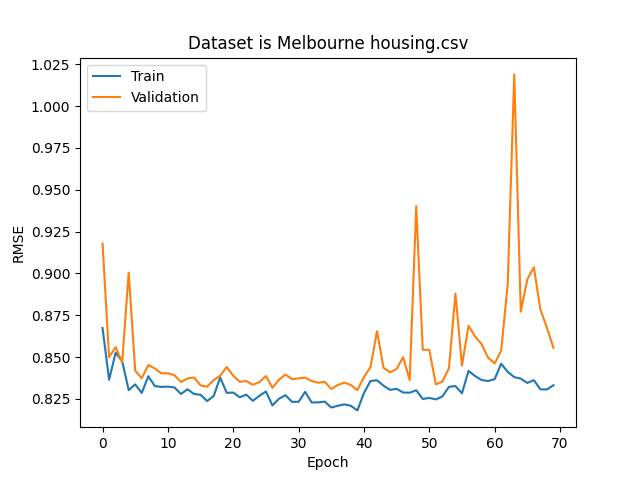 Dataset is Melbourne housing.csv
Train
Validation
1.025
1.000
0.975
0.950
0.925
0.900
0.875
0.850
0.825
RMSE
0 10 20 30 40 50 60 70
Epoch